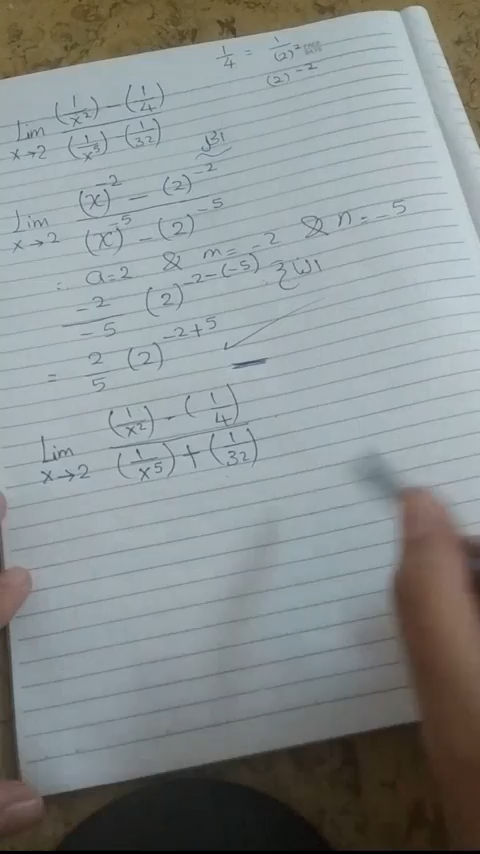 1/4 = 1/(2)²
(2)⁻²
Lim x→2 ((1/x²) − (1/4)) / ((1/x⁵) − (1/32))
Lim x→2 ((x)⁻² − (2)⁻²) / ((x)⁻⁵ − (2)⁻⁵)
∴ a=2 & m = −2 & n = −5
−2/−5 (2)⁻²⁻⁽⁻⁵⁾
= 2/5 (2)⁻²⁺⁵
Lim x→2 ((1/x²) − (1/4)) / ((1/x⁵) + (1/32))